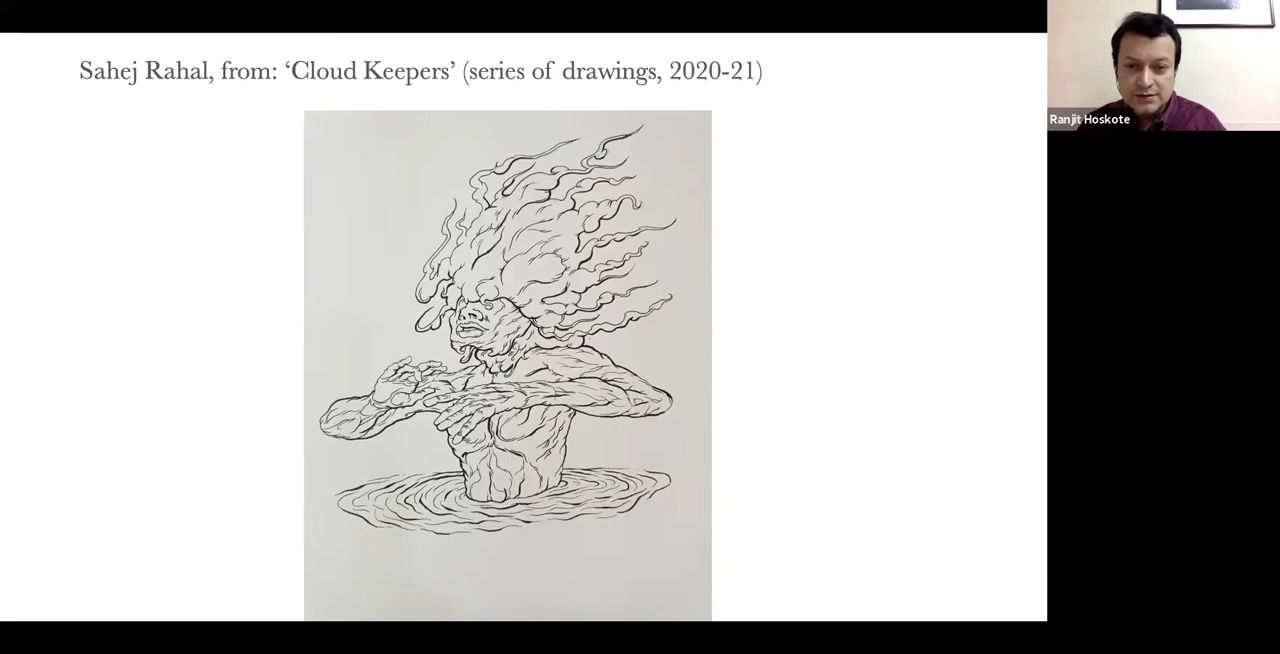 Sahej Rahal, from: ‘Cloud Keepers’ (series of drawings, 2020-21)
Ranjit Hoskote